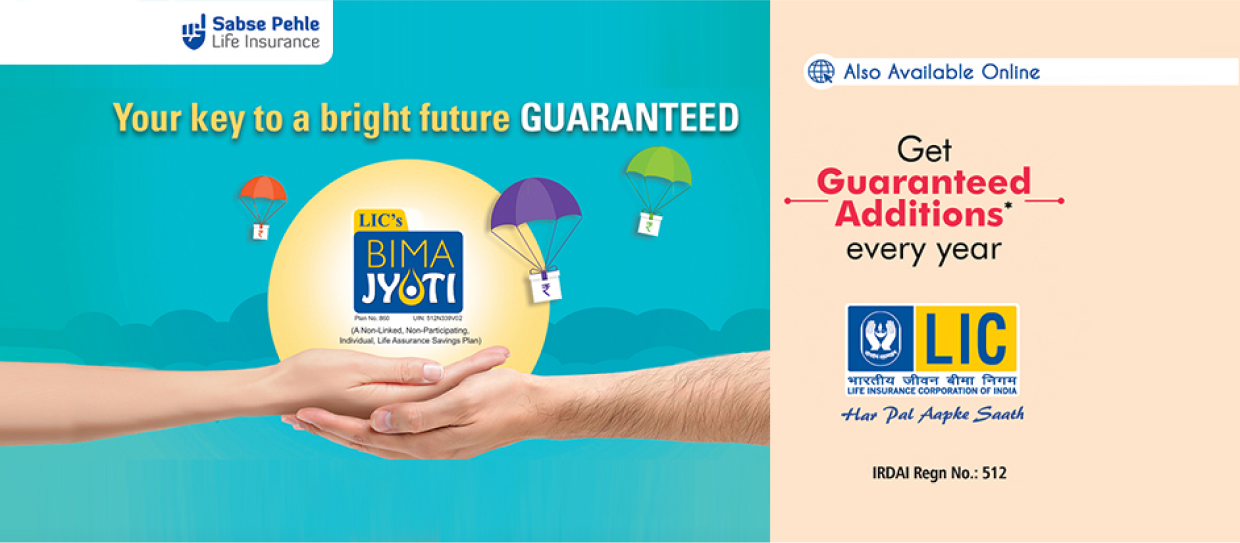 Sabse Pehle
Life Insurance
Your key to a bright future GUARANTEED
LIC's
BIMA
JYOTI
Plan No. 860 UIN: 512N339V02
(A Non-Linked, Non-Participating,
Individual, Life Assurance Savings Plan)
₹
₹
₹
Also Available Online
Get
Guaranteed
Additions*
every year
LIC
भारतीय जीवन बीमा निगम
LIFE INSURANCE CORPORATION OF INDIA
Har Pal Aapke Saath
IRDAI Regn No.: 512